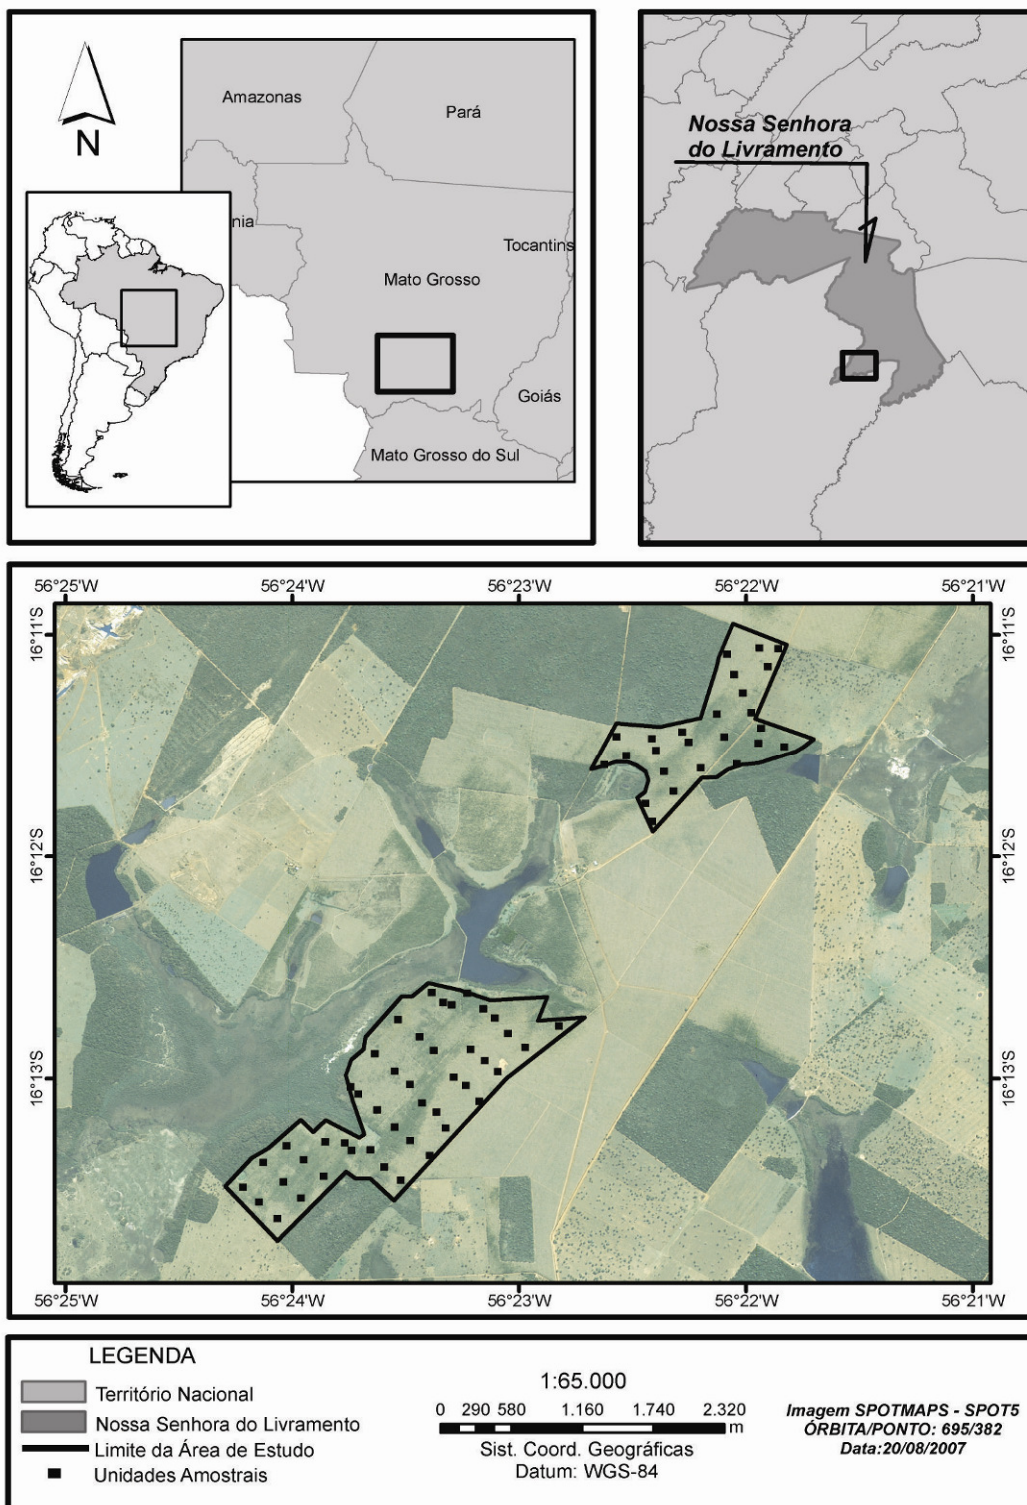 Amazonas
Pará
N
nia
Tocantins
Mato Grosso
Goiás
Mato Grosso do Sul
Nossa Senhora
do Livramento
56°25'W 56°24'W 56°23'W 56°22'W 56°21'W
16°11'S 16°11'S
16°12'S 16°12'S
16°13'S 16°13'S
56°25'W 56°24'W 56°23'W 56°22'W 56°21'W
LEGENDA
Território Nacional
Nossa Senhora do Livramento
Limite da Área de Estudo
Unidades Amostrais
1:65.000
0 290 580 1.160 1.740 2.320
m
Sist. Coord. Geográficas
Datum: WGS-84
Imagem SPOTMAPS - SPOT5
ÓRBITA/PONTO: 695/382
Data:20/08/2007